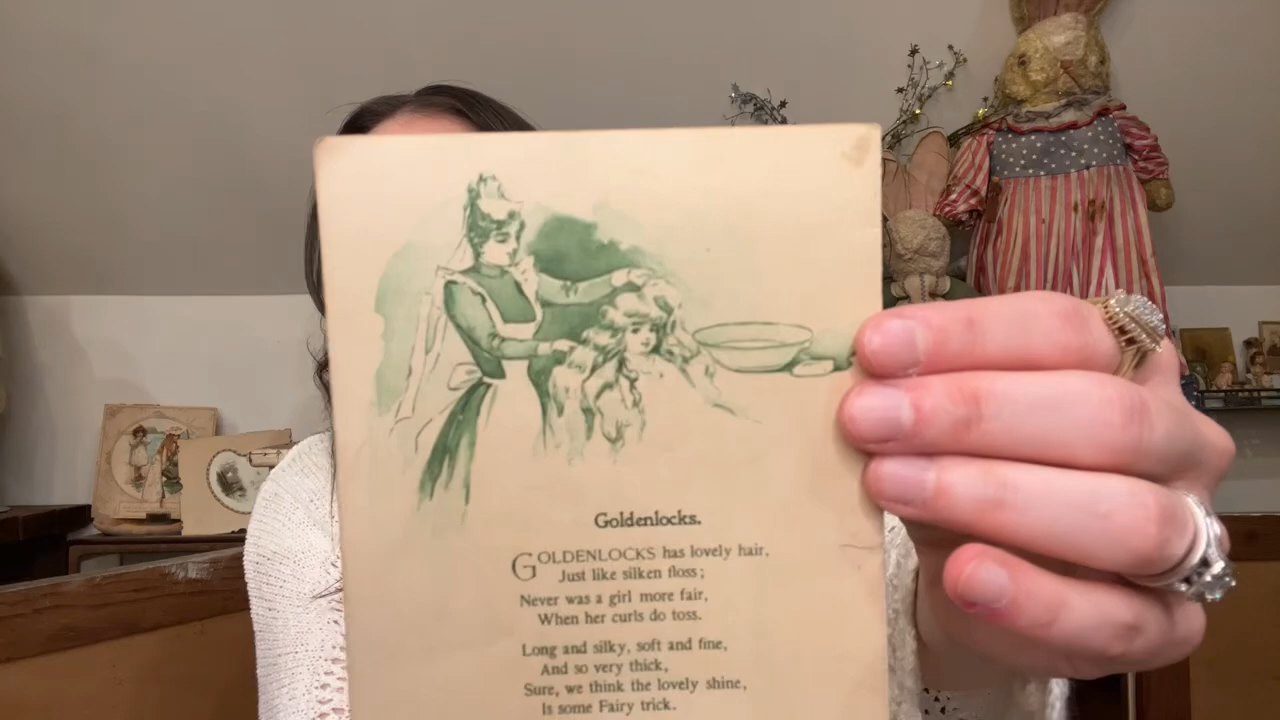 Goldenlocks.
GOLDENLOCKS has lovely hair,
Just like silken floss;
Never was a girl more fair,
When her curls do toss.
Long and silky, soft and fine,
And so very thick,
Sure, we think the lovely shine,
Is some Fairy trick.